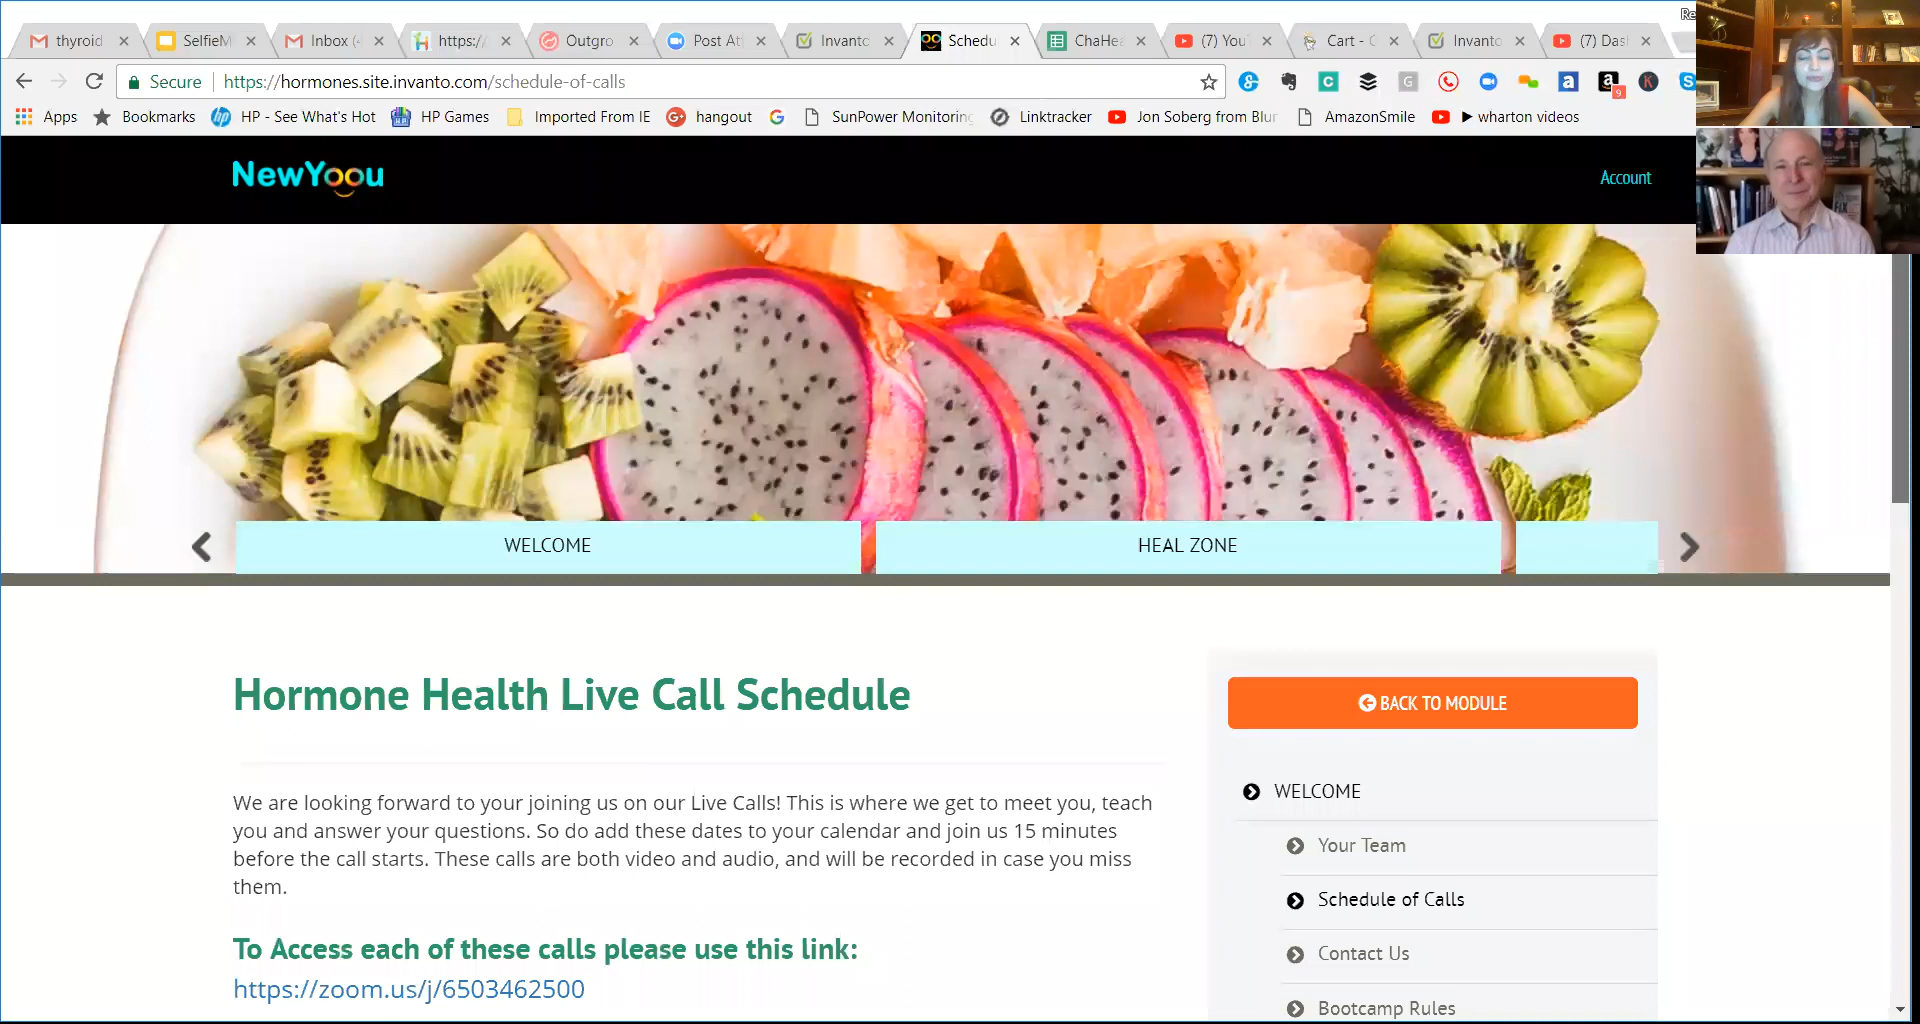 Re
thyroid
SelfieM
Inbox (
https:/
Outgro
Post At
Invanto
Schedu
ChaHea
(7) You
Cart - C
Invanto
(7) Das
Secure
https://hormones.site.invanto.com/schedule-of-calls
Apps
Bookmarks
HP - See What's Hot
HP Games
Imported From IE
hangout
SunPower Monitoring
Linktracker
Jon Soberg from Blur
AmazonSmile
▶ wharton videos
NewYoou
Account
WELCOME
HEAL ZONE
Hormone Health Live Call Schedule
We are looking forward to your joining us on our Live Calls! This is where we get to meet you, teach
you and answer your questions. So do add these dates to your calendar and join us 15 minutes
before the call starts. These calls are both video and audio, and will be recorded in case you miss
them.
To Access each of these calls please use this link:
https://zoom.us/j/6503462500
BACK TO MODULE
WELCOME
Your Team
Schedule of Calls
Contact Us
Bootcamp Rules